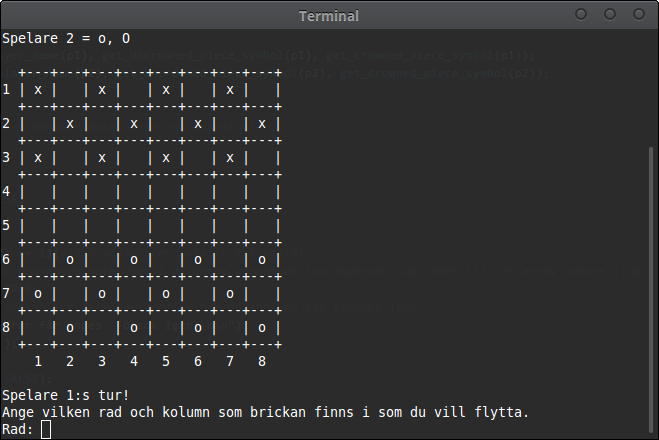 Terminal
Spelare 2 = o, O
+---+---+---+---+---+---+---+---+
1 | x |   | x |   | x |   | x |   |
+---+---+---+---+---+---+---+---+
2 |   | x |   | x |   | x |   | x |
+---+---+---+---+---+---+---+---+
3 | x |   | x |   | x |   | x |   |
+---+---+---+---+---+---+---+---+
4 |   |   |   |   |   |   |   |   |
+---+---+---+---+---+---+---+---+
5 |   |   |   |   |   |   |   |   |
+---+---+---+---+---+---+---+---+
6 |   | o |   | o |   | o |   | o |
+---+---+---+---+---+---+---+---+
7 | o |   | o |   | o |   | o |   |
+---+---+---+---+---+---+---+---+
8 |   | o |   | o |   | o |   | o |
+---+---+---+---+---+---+---+---+
1 2 3 4 5 6 7 8
Spelare 1:s tur!
Ange vilken rad och kolumn som brickan finns i som du vill flytta.
Rad: